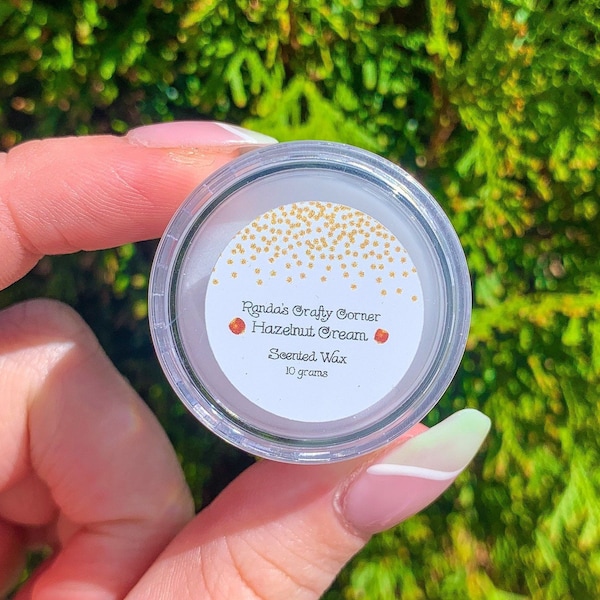 Randa's Crafty Corner
Hazelnut Cream
Scented Wax
10 grams